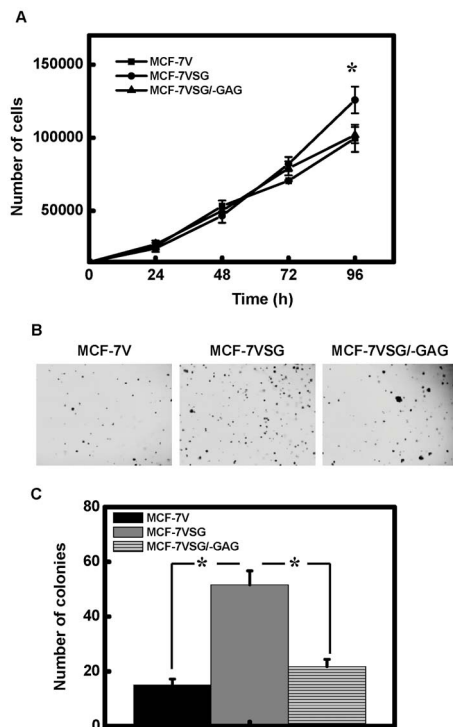 A
Number of cells
150000
100000
50000
0
MCF-7V
MCF-7VSG
MCF-7VSG/-GAG
*
0 24 48 72 96
Time (h)
B
MCF-7V MCF-7VSG MCF-7VSG/-GAG
C
Number of colonies
80
60
40
20
0
MCF-7V
MCF-7VSG
MCF-7VSG/-GAG
* *